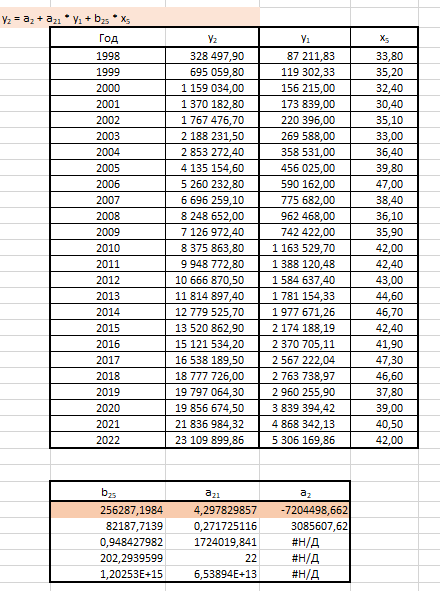 y₂ = a₂ + a₂₁ * y₁ + b₂₅ * x₅
Год y₂ y₁ x₅
1998 328 497,90 87 211,83 33,80
1999 695 059,80 119 302,33 35,20
2000 1 159 034,00 156 215,00 32,40
2001 1 370 182,80 173 839,00 30,40
2002 1 767 476,70 220 396,00 35,10
2003 2 188 231,50 269 588,00 33,00
2004 2 853 272,40 358 531,00 36,40
2005 4 135 154,60 456 025,00 39,80
2006 5 260 232,80 590 162,00 47,00
2007 6 696 259,10 775 682,00 38,40
2008 8 248 652,00 962 468,00 36,10
2009 7 126 972,40 742 422,00 35,90
2010 8 375 863,80 1 163 529,70 42,00
2011 9 948 772,80 1 388 120,48 42,40
2012 10 666 870,50 1 584 637,40 43,00
2013 11 814 897,40 1 781 154,33 44,60
2014 12 779 525,70 1 977 671,26 46,70
2015 13 520 862,90 2 174 188,19 42,40
2016 15 121 534,20 2 370 705,11 41,90
2017 16 538 189,50 2 567 222,04 47,30
2018 18 777 726,00 2 763 738,97 46,60
2019 19 797 064,30 2 960 255,90 37,80
2020 19 856 674,50 3 839 394,42 39,00
2021 21 836 984,32 4 868 342,13 40,50
2022 23 109 899,86 5 306 169,86 42,00
b₂₅ a₂₁ a₂
256287,1984 4,297829857 -7204498,662
82187,7139 0,271725116 3085607,62
0,948427982 1724019,841 #Н/Д
202,2939599 22 #Н/Д
1,20253E+15 6,53894E+13 #Н/Д